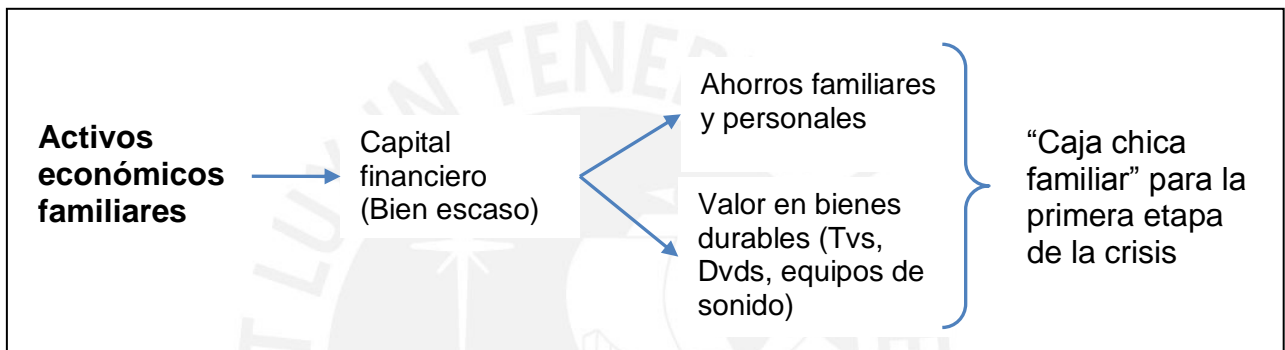 Activos
económicos
familiares
Capital
financiero
(Bien escaso)
Ahorros familiares
y personales
Valor en bienes
durables (Tvs,
Dvds, equipos de
sonido)
“Caja chica
familiar” para la
primera etapa
de la crisis